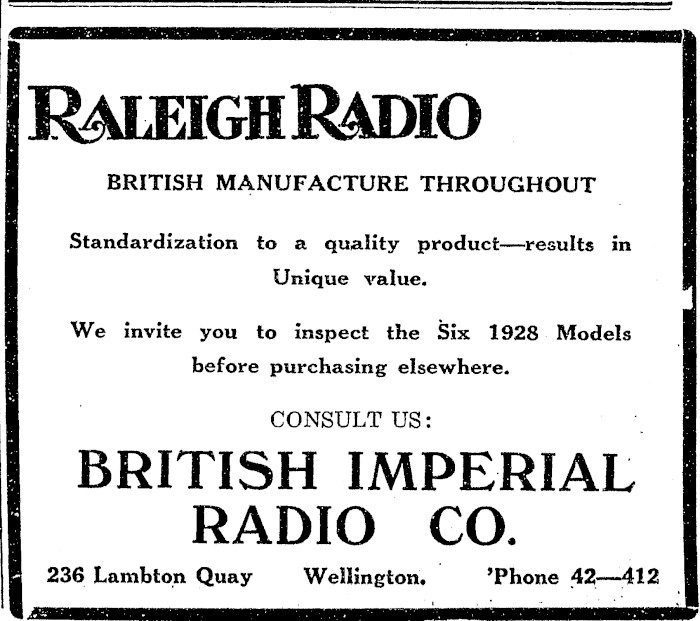 RALEIGH RADIO
BRITISH MANUFACTURE THROUGHOUT
Standardization to a quality product—results in
Unique value.
We invite you to inspect the Six 1928 Models
before purchasing elsewhere.
CONSULT US:
BRITISH IMPERIAL
RADIO CO.
236 Lambton Quay Wellington. 'Phone 42—412